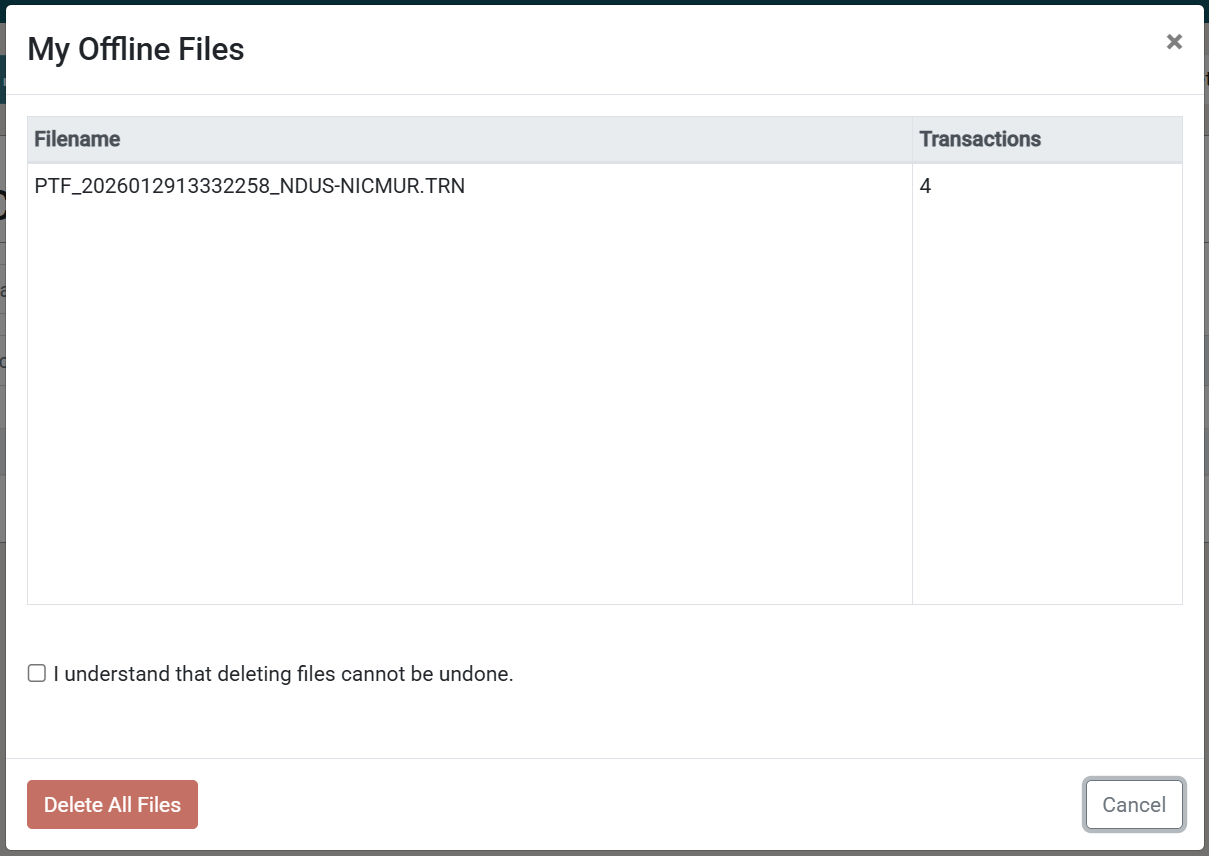 My Offline Files
×
Filename Transactions
PTF_2026012913332258_NDUS-NICMUR.TRN 4
I understand that deleting files cannot be undone.
Delete All Files Cancel